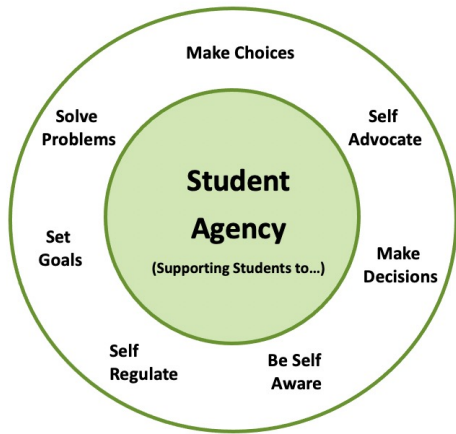 Make Choices
Solve
Problems
Self
Advocate
Student
Agency
(Supporting Students to...)
Set
Goals
Make
Decisions
Self
Regulate
Be Self
Aware